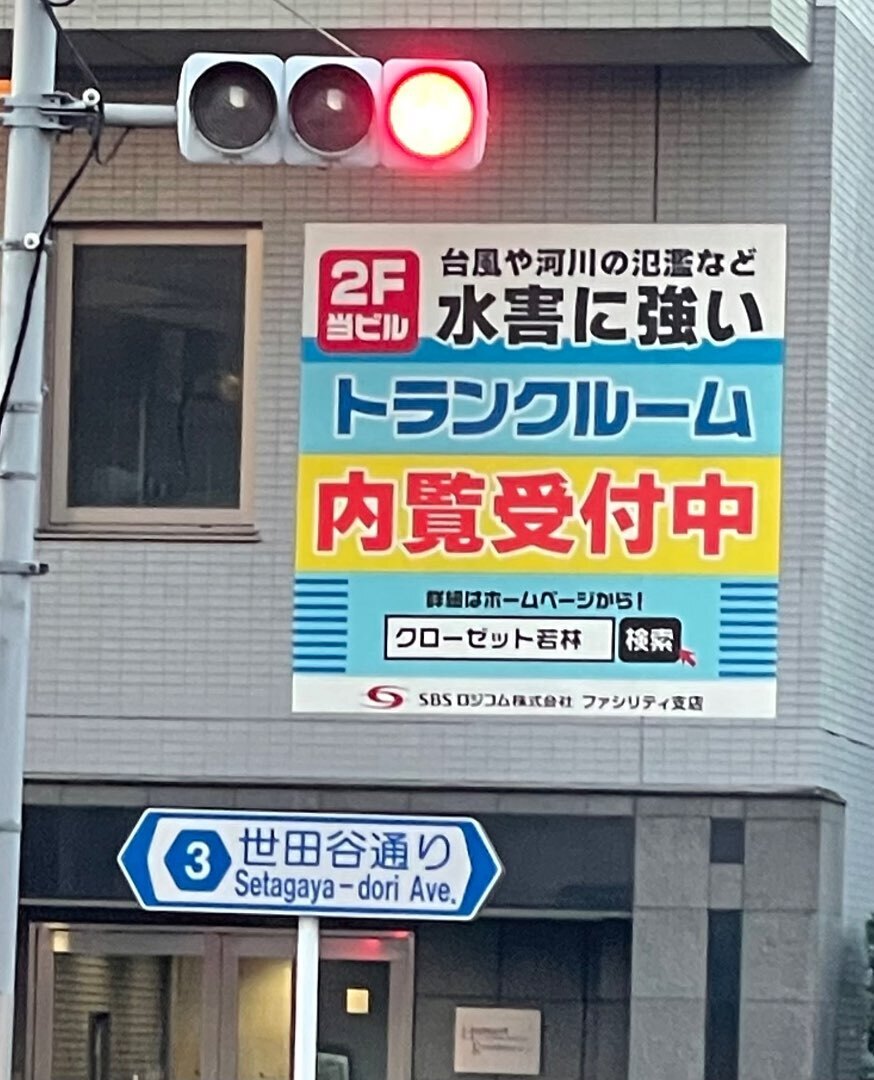 2F
当ビル
台風や河川の氾濫など
水害に強い
トランクルーム
内覧受付中
詳細はホームページから!
クローゼット若林 検索
SBSロジコム株式会社 ファシリティ支店
3 世田谷通り
Setagaya-dori Ave.